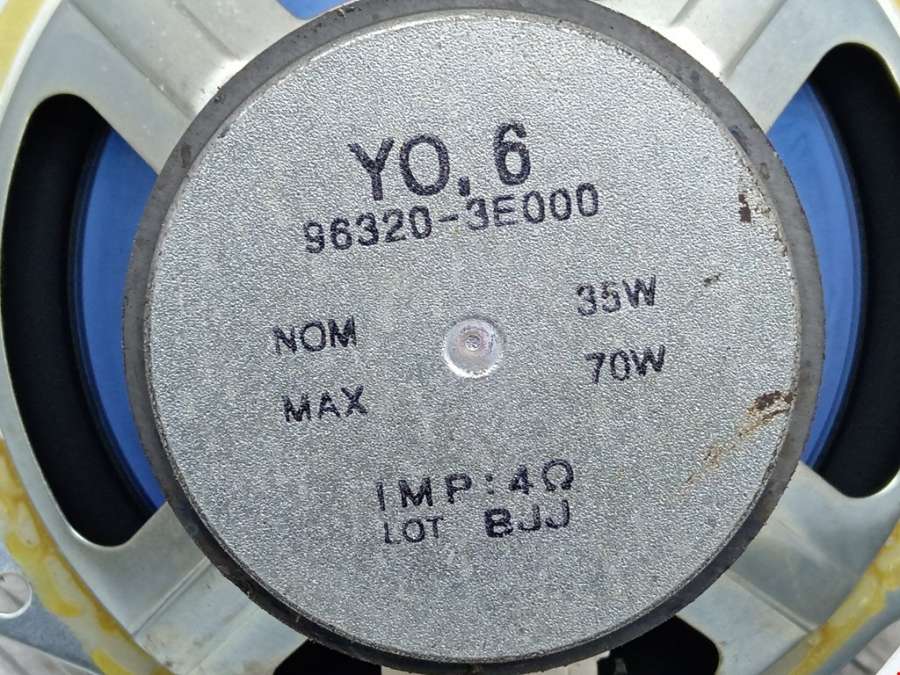 YO, 6
96320-3E000
NOM 35W
MAX 70W
IMP:4Ω
LOT BJJ